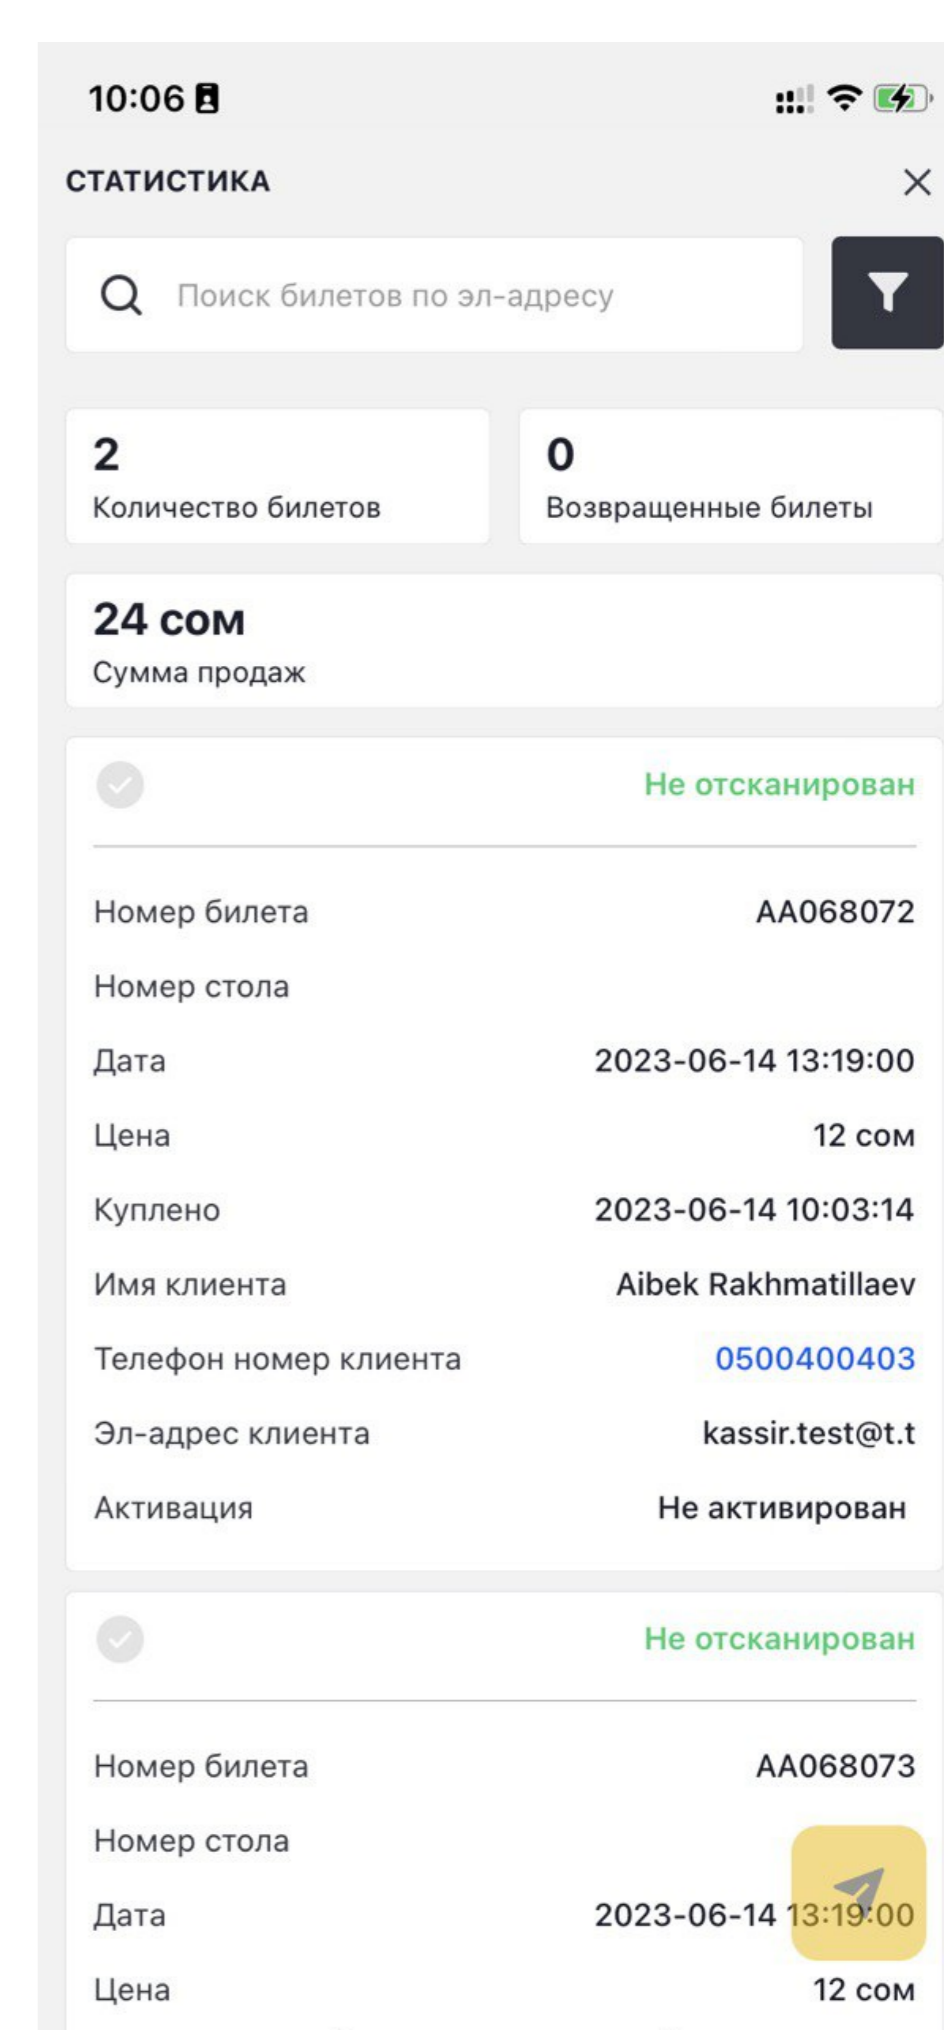 10:06
СТАТИСТИКА
Поиск билетов по эл-адресу
2
Количество билетов
0
Возвращенные билеты
24 сом
Сумма продаж
Не отсканирован
Номер билета AA068072
Номер стола
Дата 2023-06-14 13:19:00
Цена 12 сом
Куплено 2023-06-14 10:03:14
Имя клиента Aibek Rakhmatillaev
Телефон номер клиента 0500400403
Эл-адрес клиента kassir.test@t.t
Активация Не активирован
Не отсканирован
Номер билета AA068073
Номер стола
Дата 2023-06-14 13:19:00
Цена 12 сом